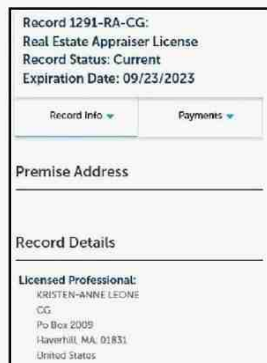 Record 1291-RA-CG:
Real Estate Appraiser License
Record Status: Current
Expiration Date: 09/23/2023
Record Info
Payments
Premise Address
Record Details
Licensed Professional:
KRISTEN-ANNE LEONE
CG
Po Box 2009
Haverhill, MA, 01831
United States